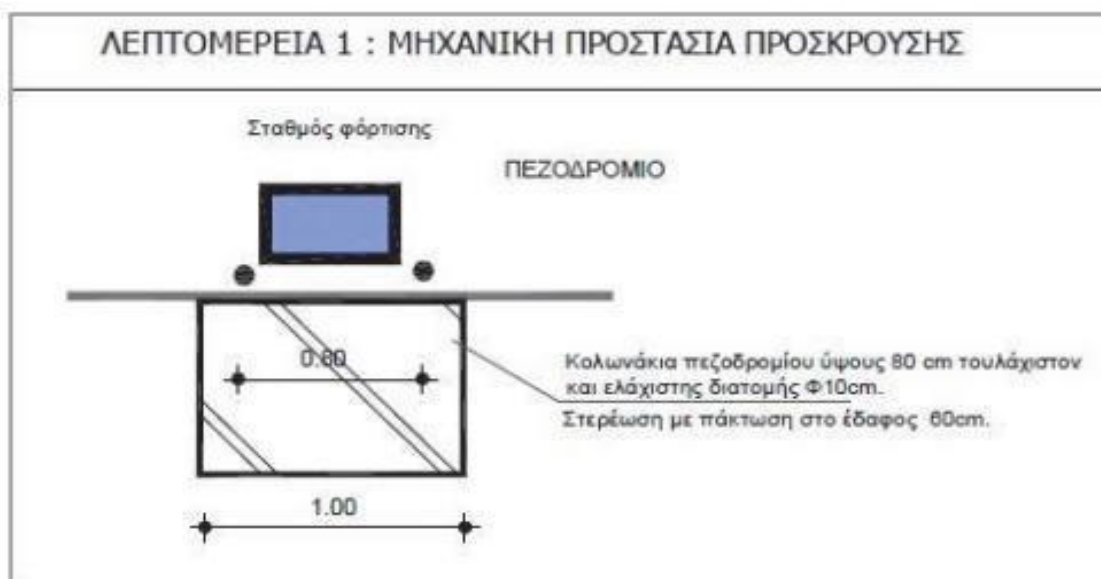 ΛΕΠΤΟΜΕΡΕΙΑ 1 : ΜΗΧΑΝΙΚΗ ΠΡΟΣΤΑΣΙΑ ΠΡΟΣΚΡΟΥΣΗΣ
Σταθμός φόρτισης
ΠΕΖΟΔΡΟΜΙΟ
0.60
Κολωνάκια πεζοδρομίου ύψους 80 cm τουλάχιστον
και ελάχιστης διατομής Φ10cm.
Στερέωση με πάκτωση στο έδαφος 60cm.
1.00